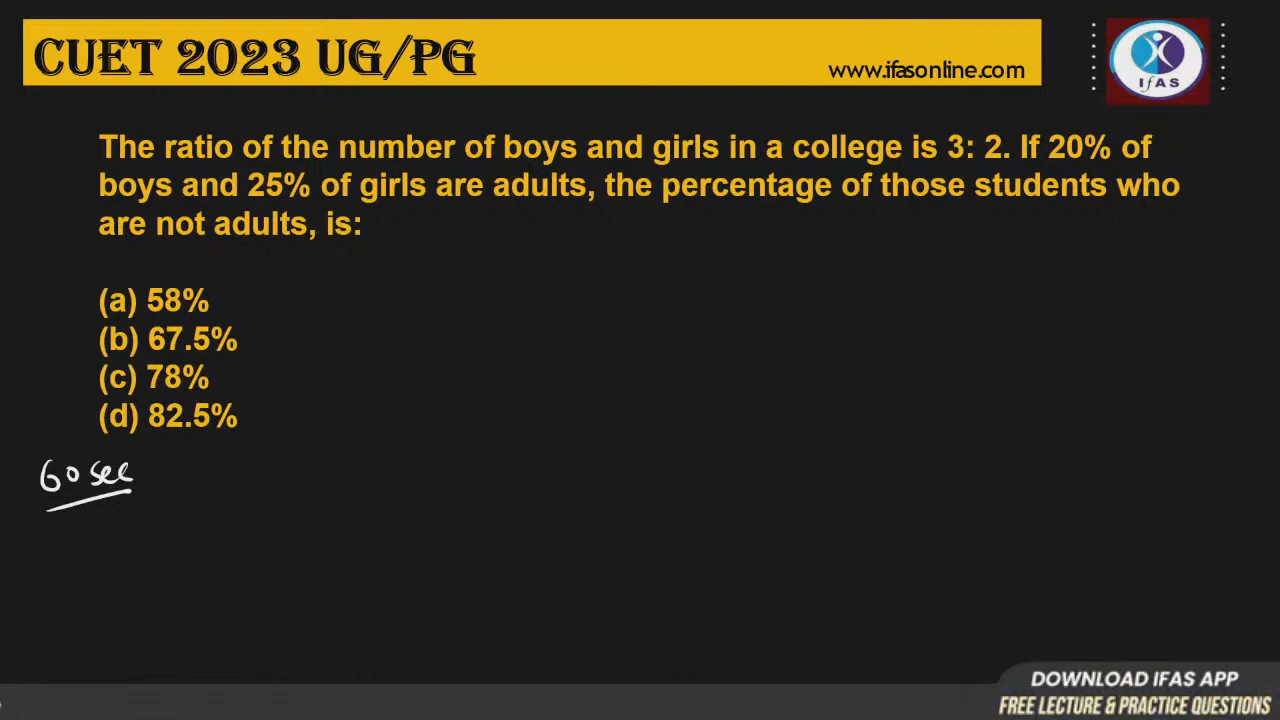 CUET 2023 UG/PG
www.ifasonline.com
IfAS
The ratio of the number of boys and girls in a college is 3: 2. If 20% of
boys and 25% of girls are adults, the percentage of those students who
are not adults, is:
(a) 58%
(b) 67.5%
(c) 78%
(d) 82.5%
60 sec
DOWNLOAD IFAS APP
FREE LECTURE & PRACTICE QUESTIONS